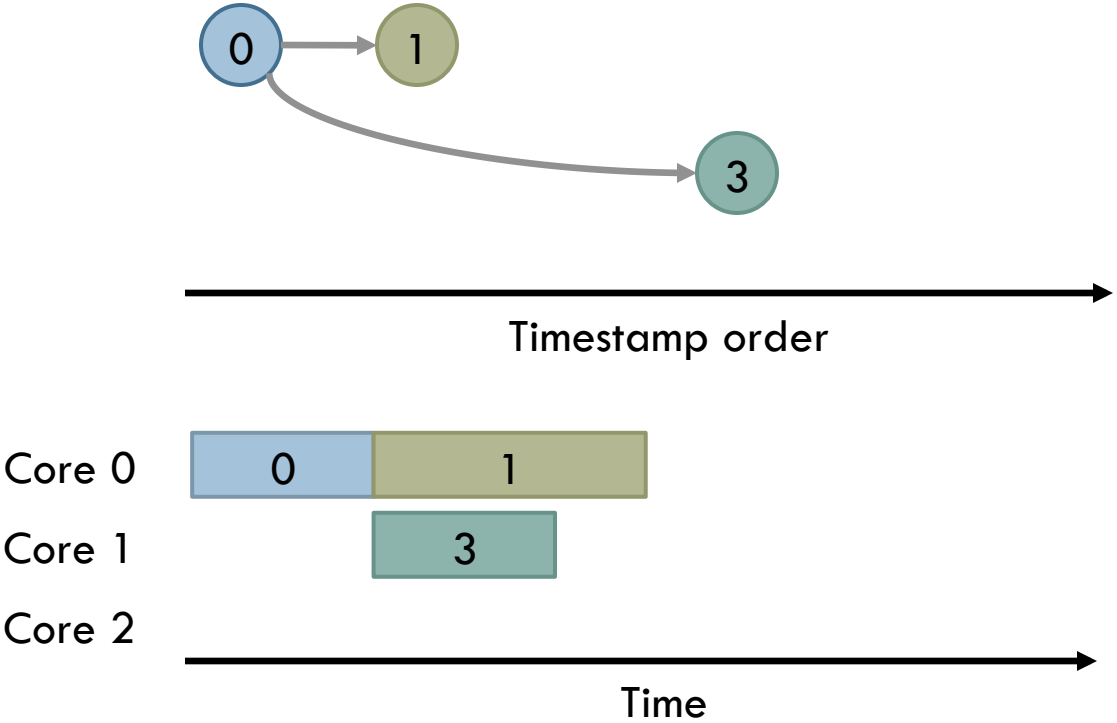 0 1
3
Timestamp order
Core 0 0 1
Core 1 3
Core 2
Time